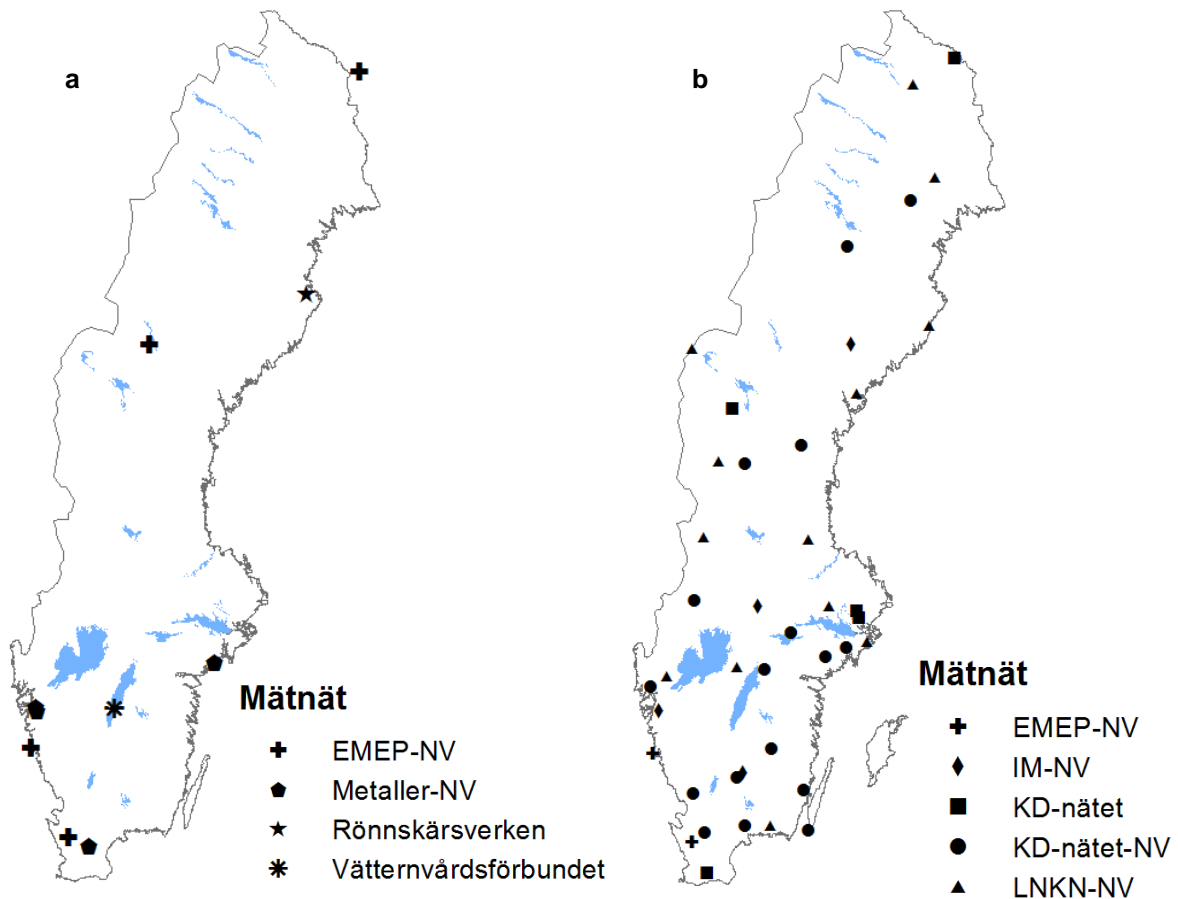 a
Mätnät
EMEP-NV
Metaller-NV
Rönnskärsverken
Vätternvårdsförbundet
b
Mätnät
EMEP-NV
IM-NV
KD-nätet
KD-nätet-NV
LNKN-NV